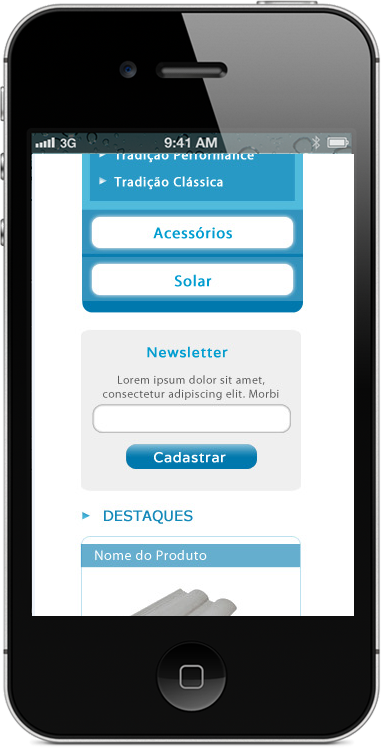 3G 9:41 AM
Tradição Performance
Tradição Clássica
Acessórios
Solar
Newsletter
Lorem ipsum dolor sit amet,
consectetur adipiscing elit. Morbi
Cadastrar
DESTAQUES
Nome do Produto